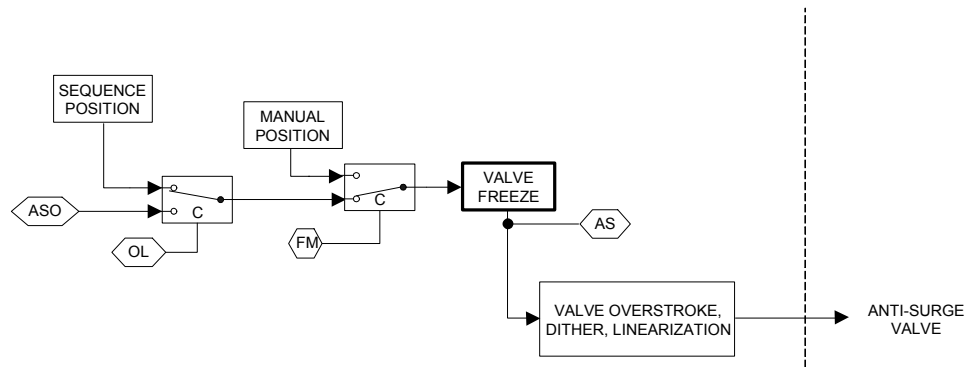 SEQUENCE
POSITION
MANUAL
POSITION
VALVE
FREEZE
ASO
C
C
AS
OL
FM
VALVE OVERSTROKE,
DITHER, LINEARIZATION
ANTI-SURGE
VALVE